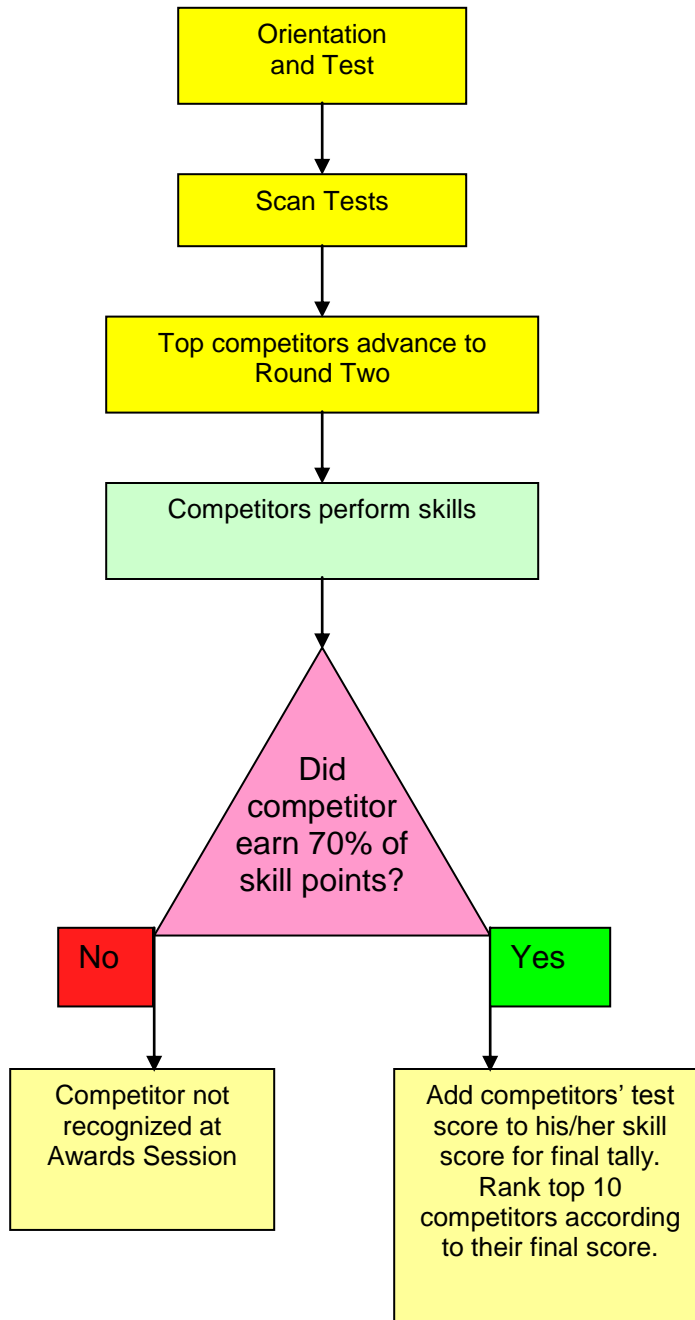 Orientation
and Test
Scan Tests
Top competitors advance to
Round Two
Competitors perform skills
Did
competitor
earn 70% of
skill points?
No
Yes
Competitor not
recognized at
Awards Session
Add competitors’ test
score to his/her skill
score for final tally.
Rank top 10
competitors according
to their final score.